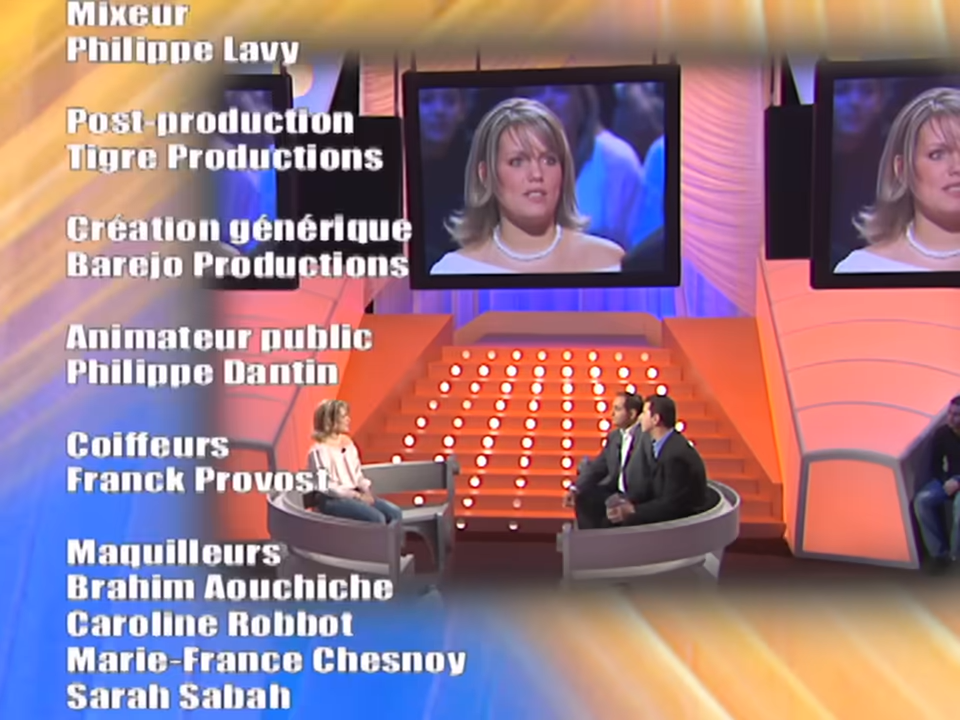 Mixeur
Philippe Lavy
Post-production
Tigre Productions
Création générique
Barejo Productions
Animateur public
Philippe Dantin
Coiffeurs
Franck Provost
Maquilleurs
Brahim Aouchiche
Caroline Robbot
Marie-France Chesnoy
Sarah Sabah